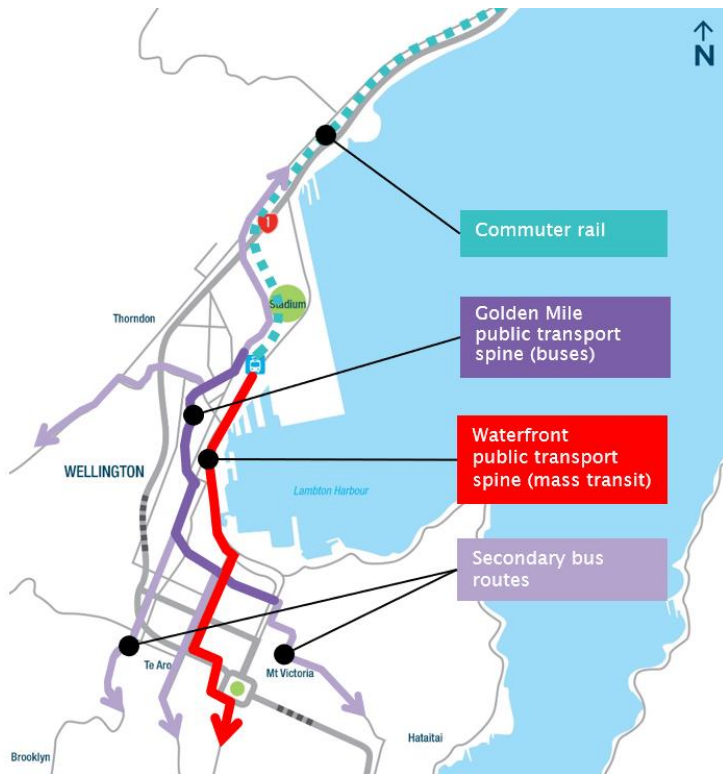 N
Commuter rail
1
Stadium
Golden Mile
public transport
spine (buses)
Thorndon
Waterfront
public transport
spine (mass transit)
WELLINGTON
Lambton Harbour
Secondary bus
routes
Te Aro
Mt Victoria
Hataitai
Brooklyn